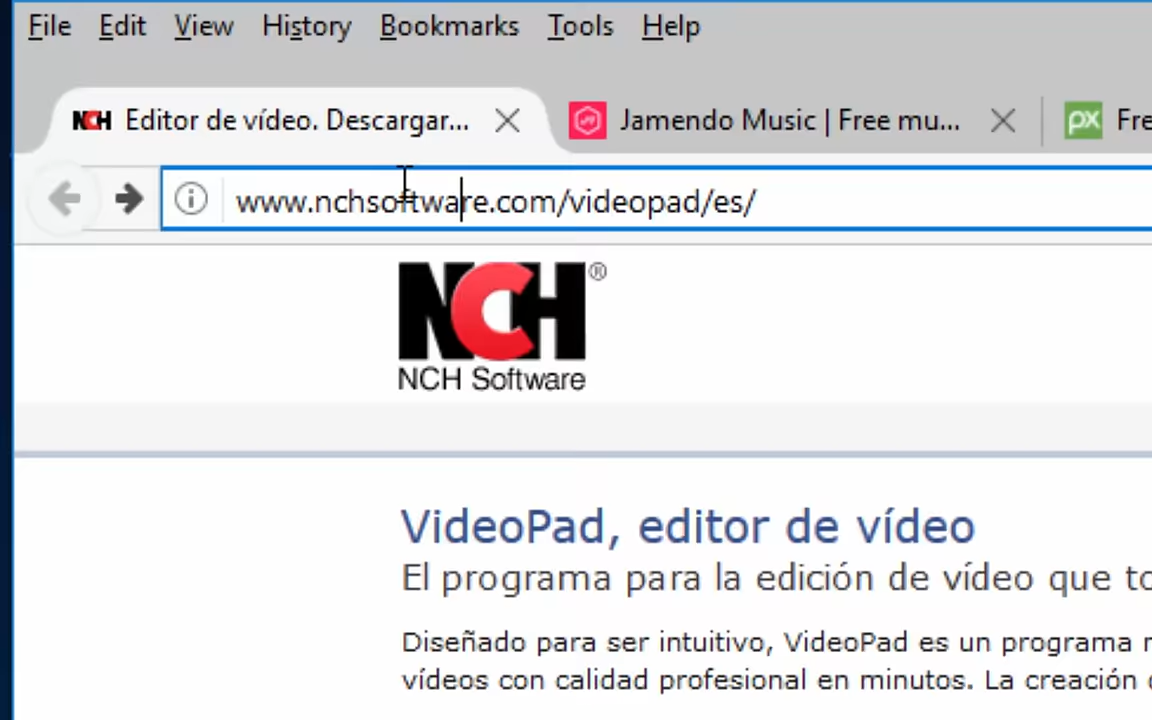 File Edit View History Bookmarks Tools Help
NCH Editor de vídeo. Descargar... Jamendo Music | Free mu... px Fre
www.nchsoftware.com/videopad/es/
NCH®
NCH Software
VideoPad, editor de vídeo
El programa para la edición de vídeo que to
Diseñado para ser intuitivo, VideoPad es un programa
vídeos con calidad profesional en minutos. La creación